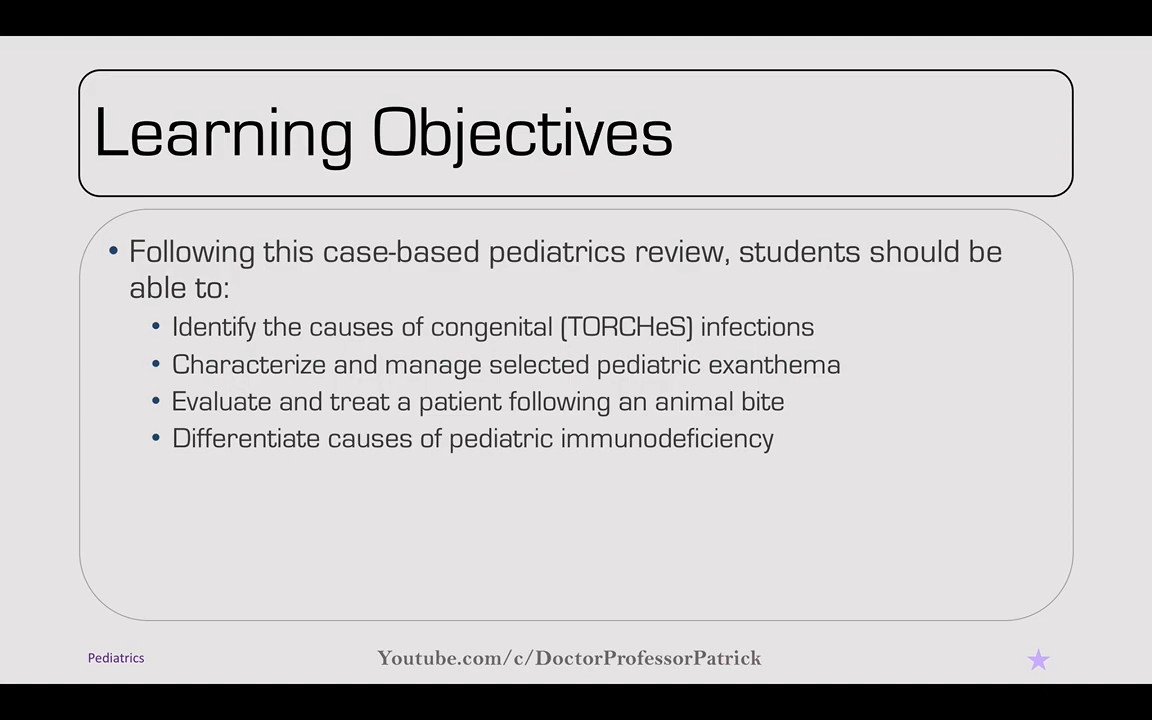 Learning Objectives
• Following this case-based pediatrics review, students should be
able to:
• Identify the causes of congenital (TORCHeS) infections
• Characterize and manage selected pediatric exanthema
• Evaluate and treat a patient following an animal bite
• Differentiate causes of pediatric immunodeficiency
Pediatrics
Youtube.com/c/DoctorProfessorPatrick